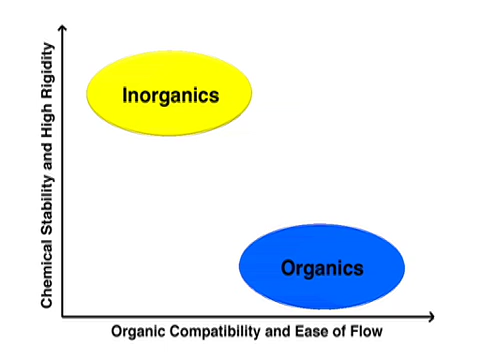 Chemical Stability and High Rigidity
Inorganics
Organics
Organic Compatibility and Ease of Flow